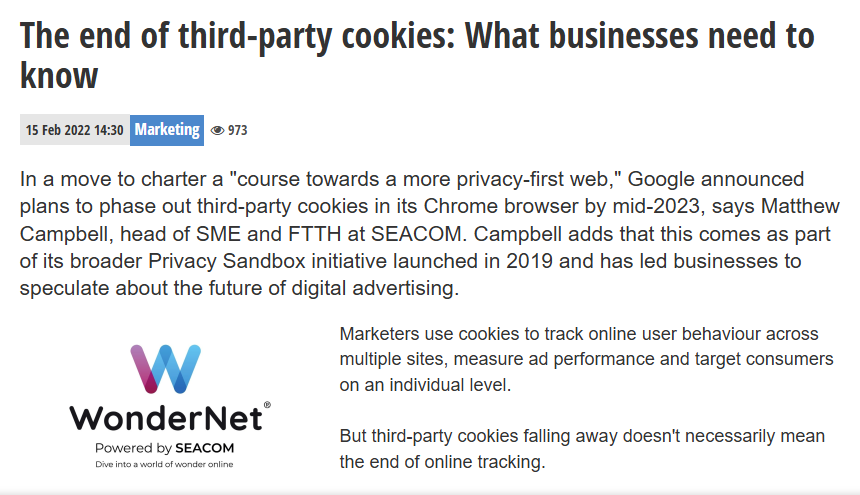 The end of third-party cookies: What businesses need to
know
15 Feb 2022 14:30 Marketing 973
In a move to charter a "course towards a more privacy-first web," Google announced
plans to phase out third-party cookies in its Chrome browser by mid-2023, says Matthew
Campbell, head of SME and FTTH at SEACOM. Campbell adds that this comes as part
of its broader Privacy Sandbox initiative launched in 2019 and has led businesses to
speculate about the future of digital advertising.
WonderNet®
Powered by SEACOM
Dive into a world of wonder online
Marketers use cookies to track online user behaviour across
multiple sites, measure ad performance and target consumers
on an individual level.
But third-party cookies falling away doesn't necessarily mean
the end of online tracking.